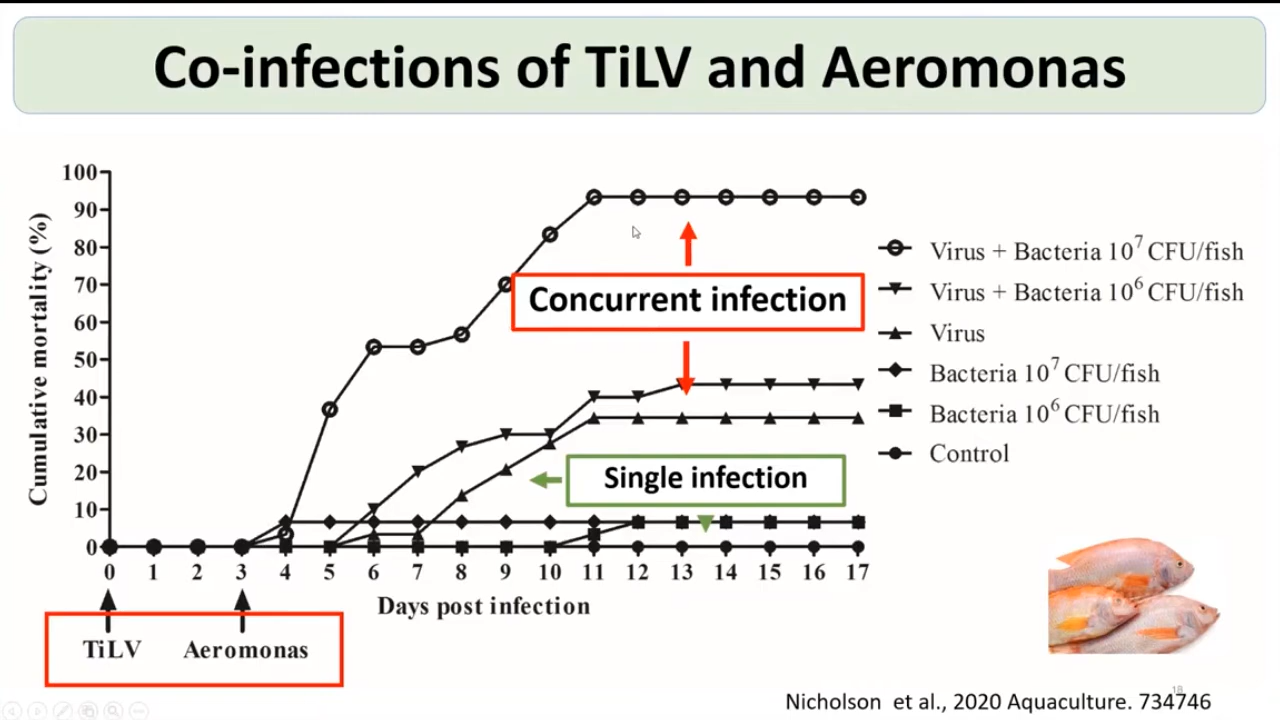 Co-infections of TiLV and Aeromonas
Cumulative mortality (%)
100
90
80
70
60
50
40
30
20
10
0
0 1 2 3 4 5 6 7 8 9 10 11 12 13 14 15 16 17
Days post infection
TiLV Aeromonas
Concurrent infection
Single infection
Virus + Bacteria 10⁷ CFU/fish
Virus + Bacteria 10⁶ CFU/fish
Virus
Bacteria 10⁷ CFU/fish
Bacteria 10⁶ CFU/fish
Control
18
Nicholson et al., 2020 Aquaculture. 734746